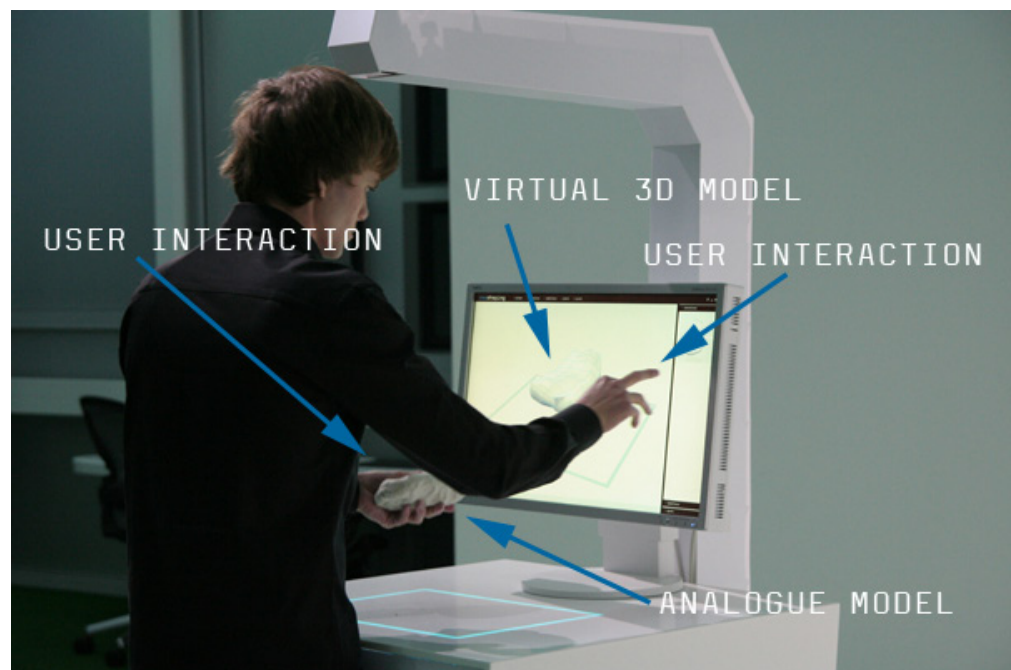 VIRTUAL 3D MODEL
USER INTERACTION
USER INTERACTION
ANALOGUE MODEL